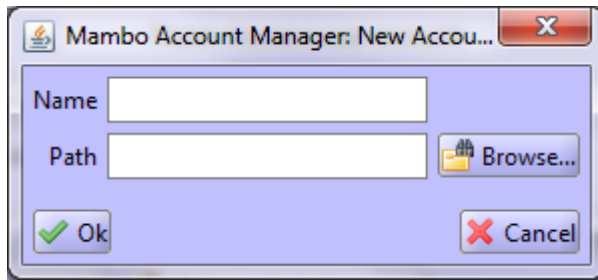 Mambo Account Manager: New Accou...
Name
Path Browse...
Ok Cancel